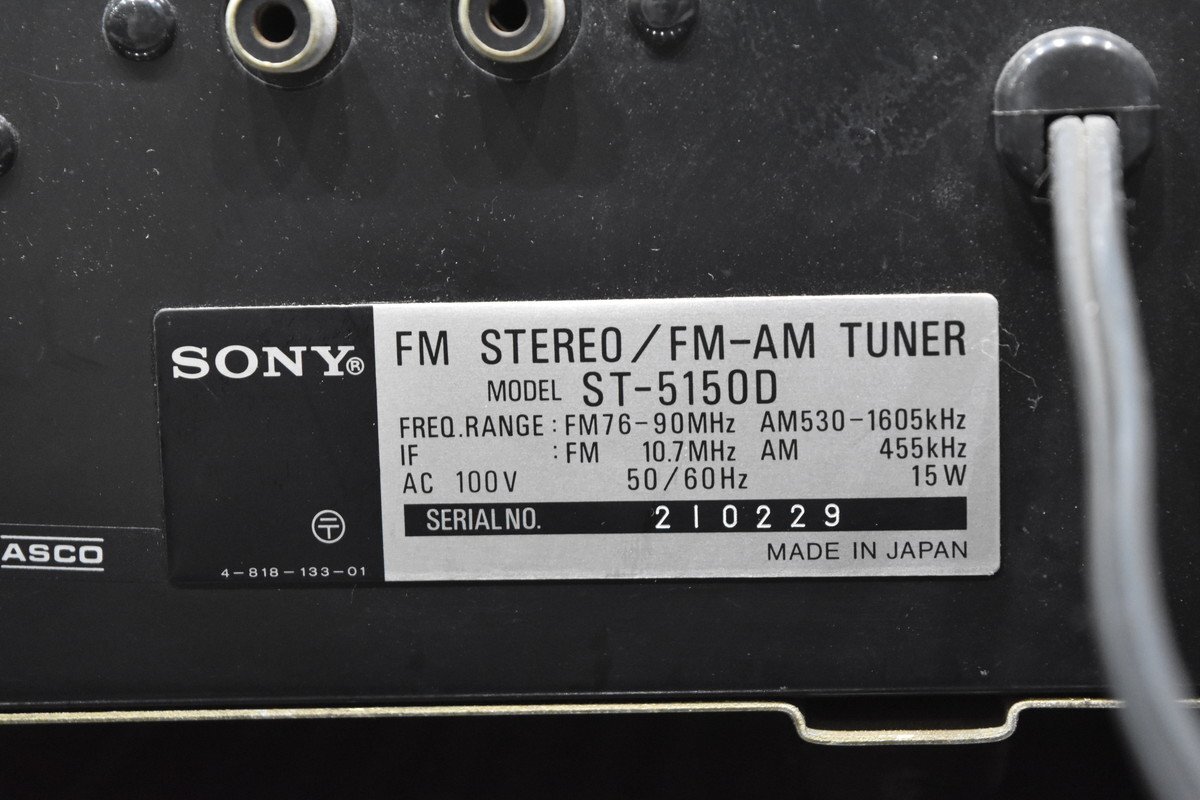 SONY®
FM STEREO/FM-AM TUNER
MODEL ST-5150D
FREQ.RANGE : FM76-90MHz AM530-1605kHz
IF : FM 10.7MHz AM 455kHz
AC 100V 50/60Hz 15W
SERIAL NO. 210229
MADE IN JAPAN
〶
4-818-133-01
ASCO